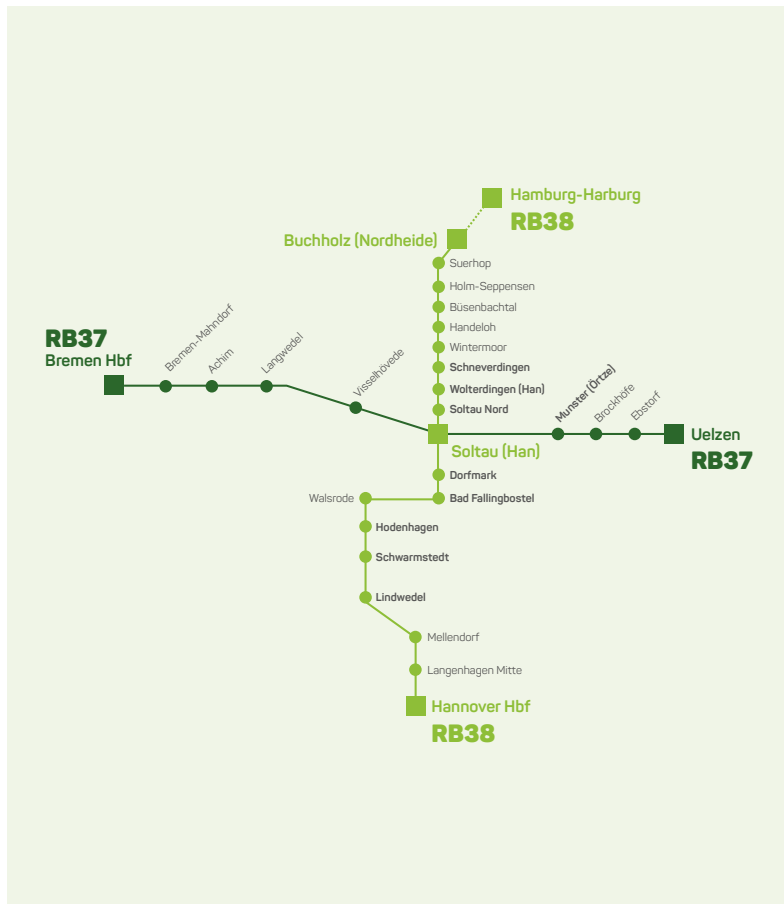 Hamburg-Harburg
RB38
Buchholz (Nordheide)
Suerhop
Holm-Seppensen
Büsenbachtal
Handeloh
Wintermoor
Schneverdingen
Wolterdingen (Han)
Soltau Nord
RB37
Bremen Hbf
Bremen-Mahndorf
Achim
Langwedel
Visselhövede
Soltau (Han)
Munster (Örtze)
Brockhöfe
Ebstorf
Uelzen
RB37
Dorfmark
Bad Fallingbostel
Walsrode
Hodenhagen
Schwarmstedt
Lindwedel
Mellendorf
Langenhagen Mitte
Hannover Hbf
RB38